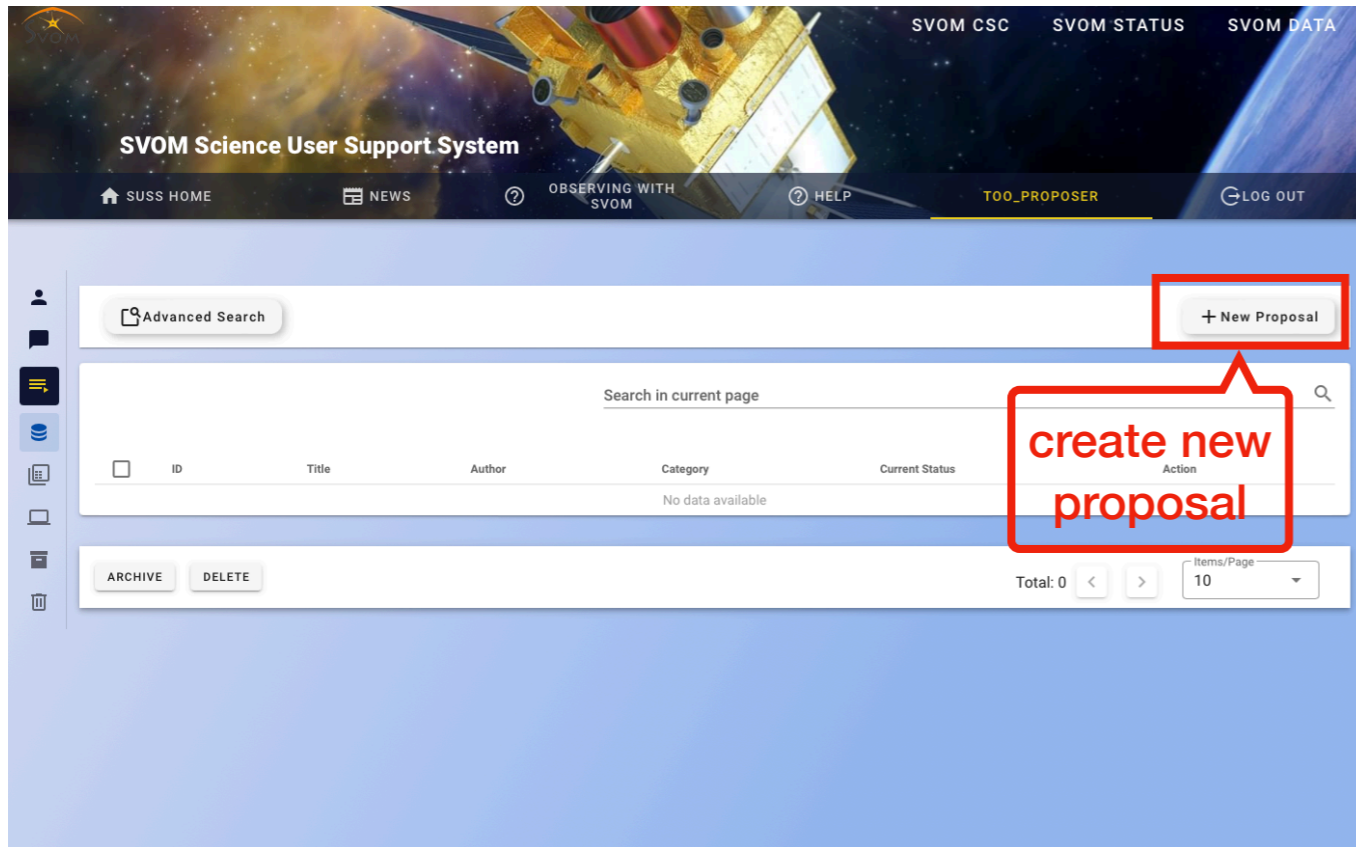 SVOM
SVOM CSC SVOM STATUS SVOM DATA
SVOM Science User Support System
SUSS HOME NEWS OBSERVING WITH SVOM HELP TOO_PROPOSER LOG OUT
Advanced Search + New Proposal
Search in current page
create new
proposal
ID Title Author Category Current Status Action
No data available
ARCHIVE DELETE Total: 0 < > Items/Page 10